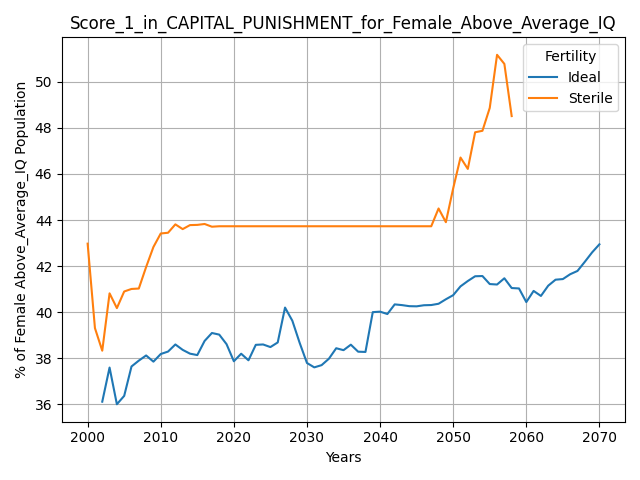 Score_1_in_CAPITAL_PUNISHMENT_for_Female_Above_Average_IQ
% of Female Above_Average_IQ Population
50
48
46
44
42
40
38
36
Fertility
Ideal
Sterile
2000 2010 2020 2030 2040 2050 2060 2070
Years